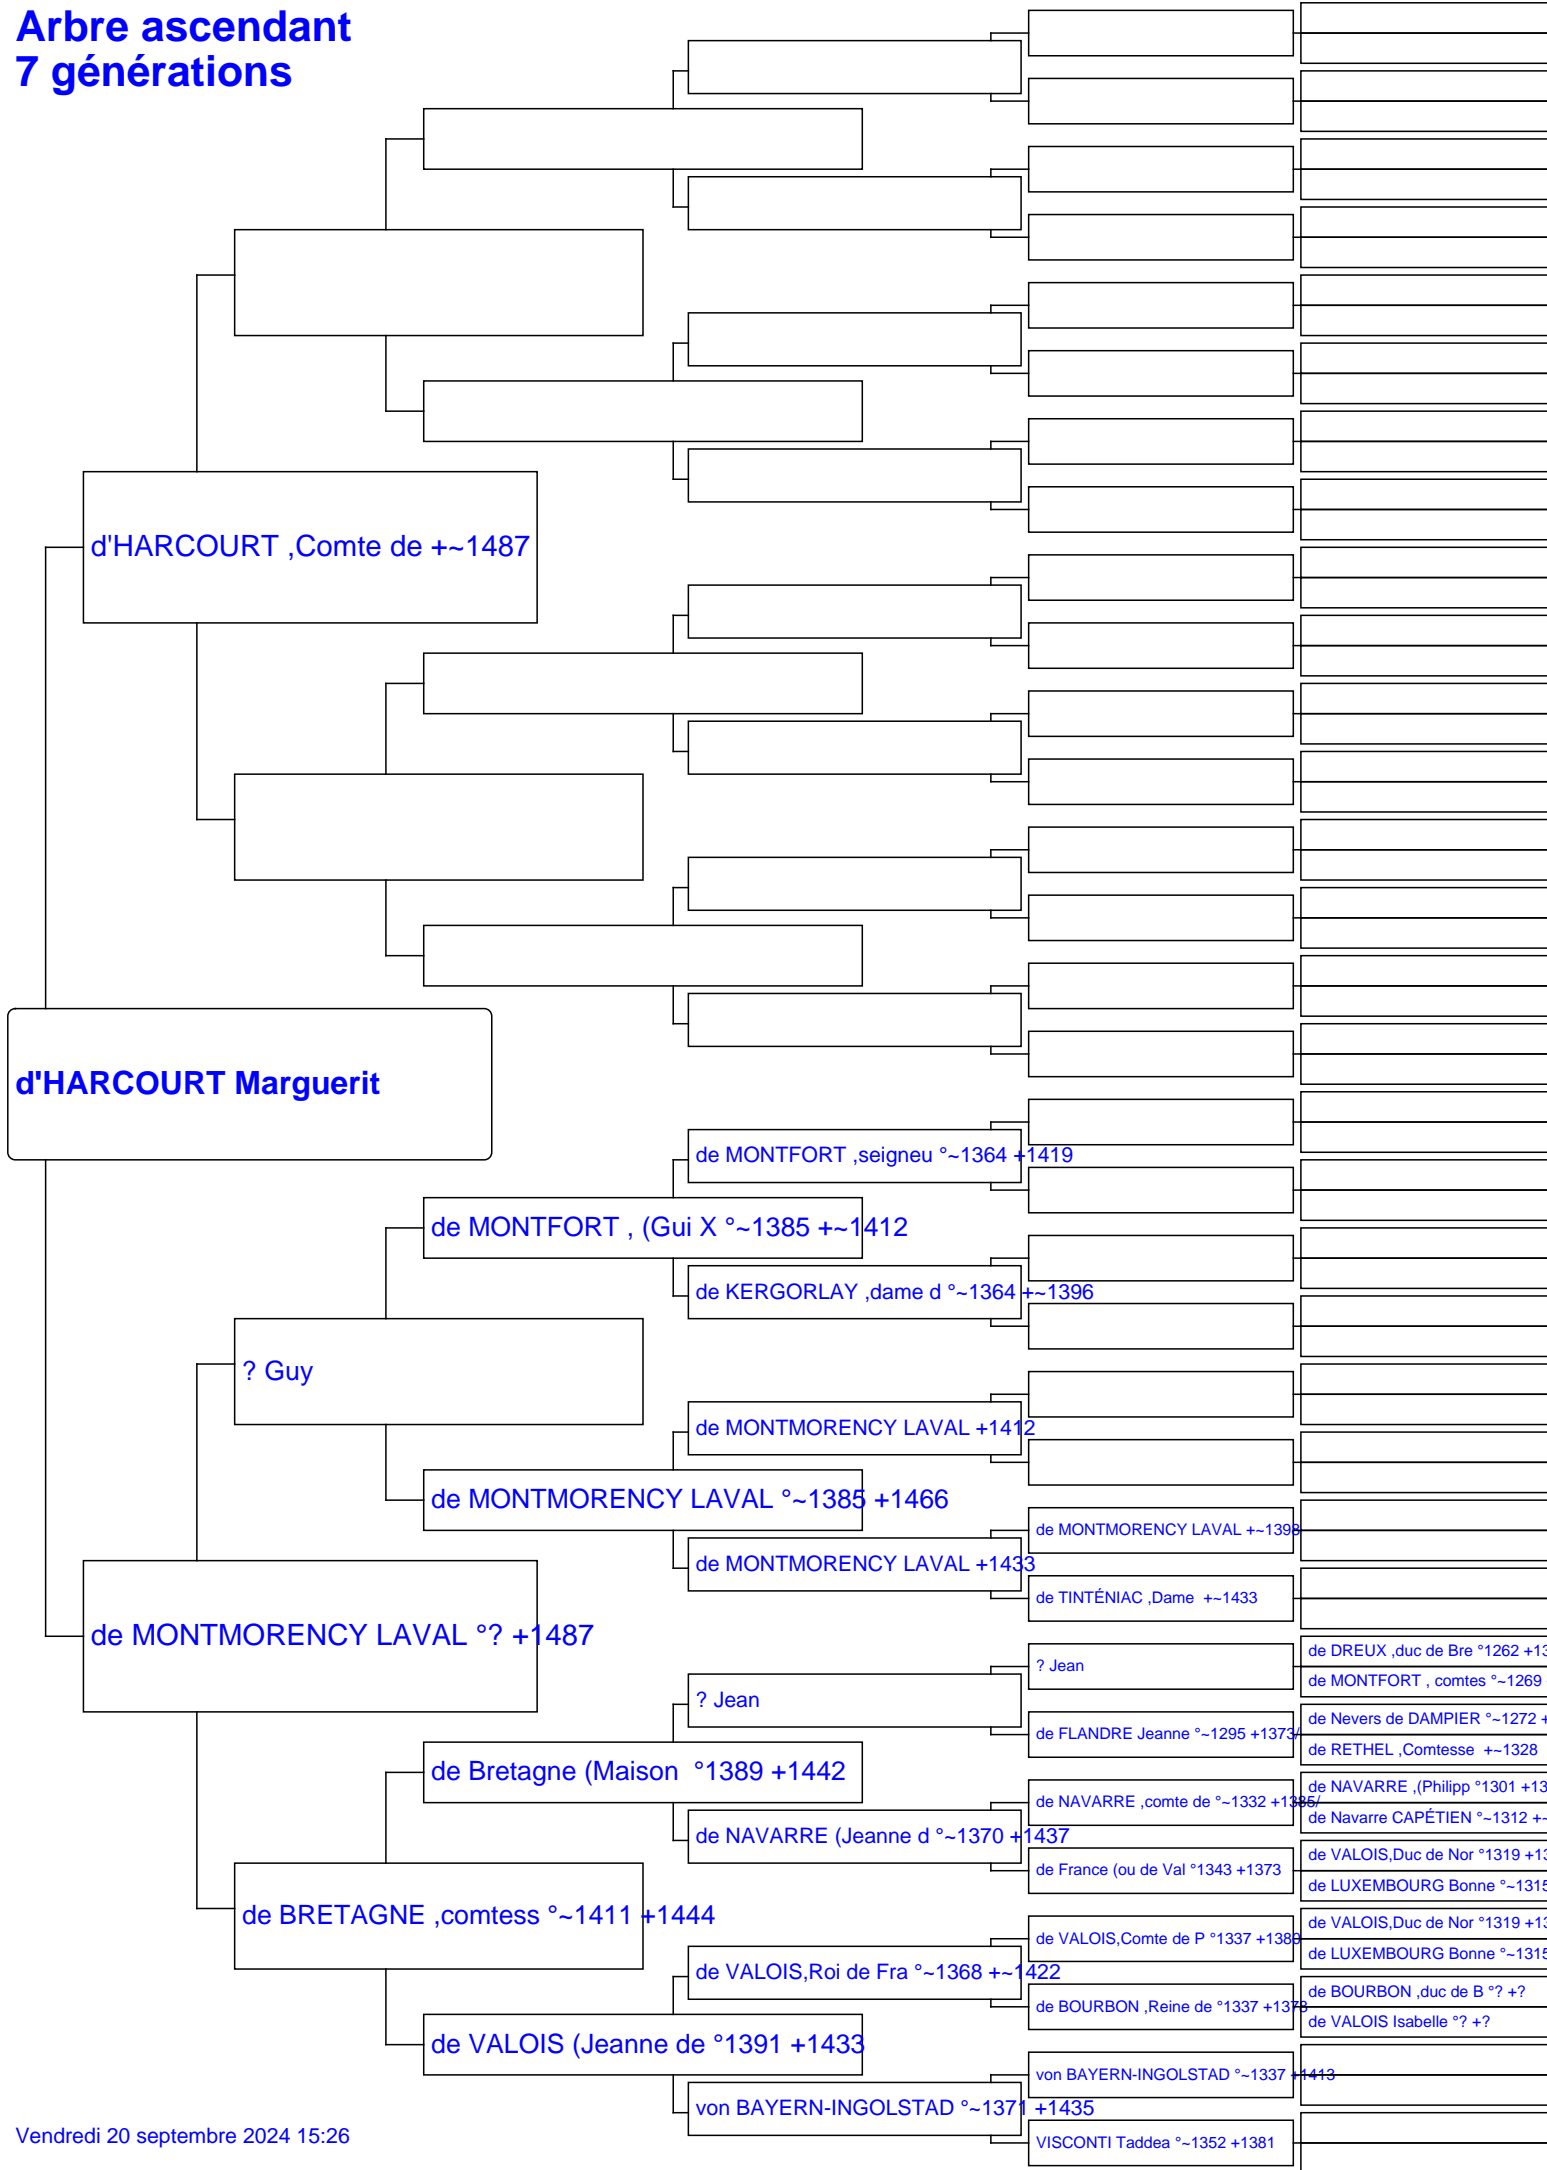 Arbre ascendant
7 générations
d'HARCOURT ,Comte de +~1487
d'HARCOURT Marguerit
de MONTFORT ,seigneu °~1364 +1419
de MONTFORT , (Gui X °~1385 +~1412
de KERGORLAY ,dame d °~1364 +~1396
? Guy
de MONTMORENCY LAVAL +1412
de MONTMORENCY LAVAL °~1385 +1466
de MONTMORENCY LAVAL +~1398
de MONTMORENCY LAVAL +1433
de TINTÉNIAC ,Dame +~1433
de MONTMORENCY LAVAL °? +1487
de DREUX ,duc de Bre °1262 +13
? Jean
de MONTFORT , comtes °~1269
? Jean
de Nevers de DAMPIER °~1272 +
de FLANDRE Jeanne °~1295 +1373/
de RETHEL ,Comtesse +~1328
de Bretagne (Maison °1389 +1442
de NAVARRE ,(Philipp °1301 +13
de NAVARRE ,comte de °~1332 +1385/
de Navarre CAPÉTIEN °~1312 +~
de NAVARRE (Jeanne d °~1370 +1437
de VALOIS,Duc de Nor °1319 +13
de France (ou de Val °1343 +1373
de LUXEMBOURG Bonne °~1315
de BRETAGNE ,comtess °~1411 +1444
de VALOIS,Duc de Nor °1319 +13
de VALOIS,Comte de P °1337 +1380
de LUXEMBOURG Bonne °~1315
de VALOIS,Roi de Fra °~1368 +~1422
de BOURBON ,duc de B °? +?
de BOURBON ,Reine de °1337 +1378
de VALOIS Isabelle °? +?
de VALOIS (Jeanne de °1391 +1433
von BAYERN-INGOLSTAD °~1337 +1413
von BAYERN-INGOLSTAD °~1371 +1435
VISCONTI Taddea °~1352 +1381
Vendredi 20 septembre 2024 15:26